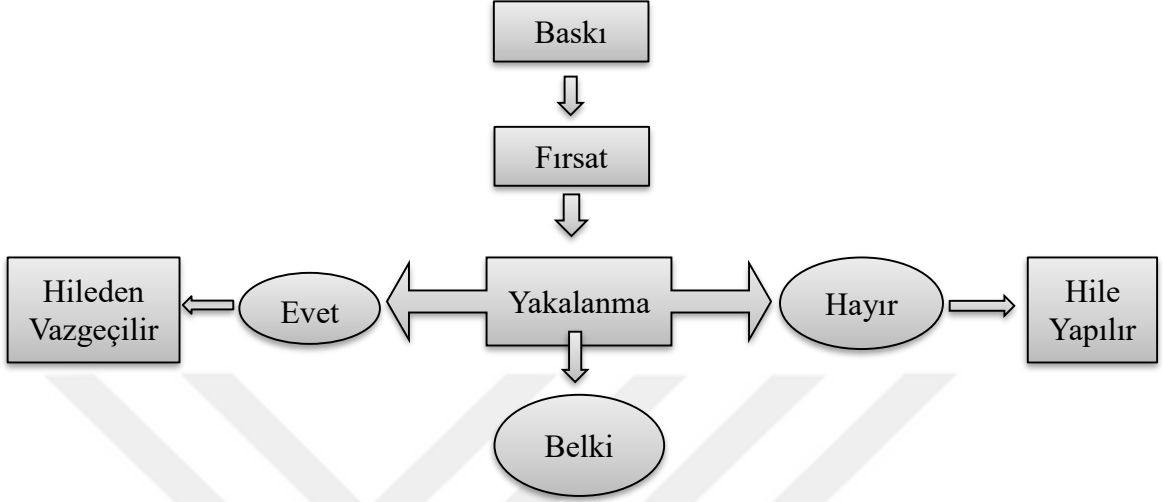 Baskı
Fırsat
Hileden
Vazgeçilir
Evet
Yakalanma
Hayır
Hile
Yapılır
Belki